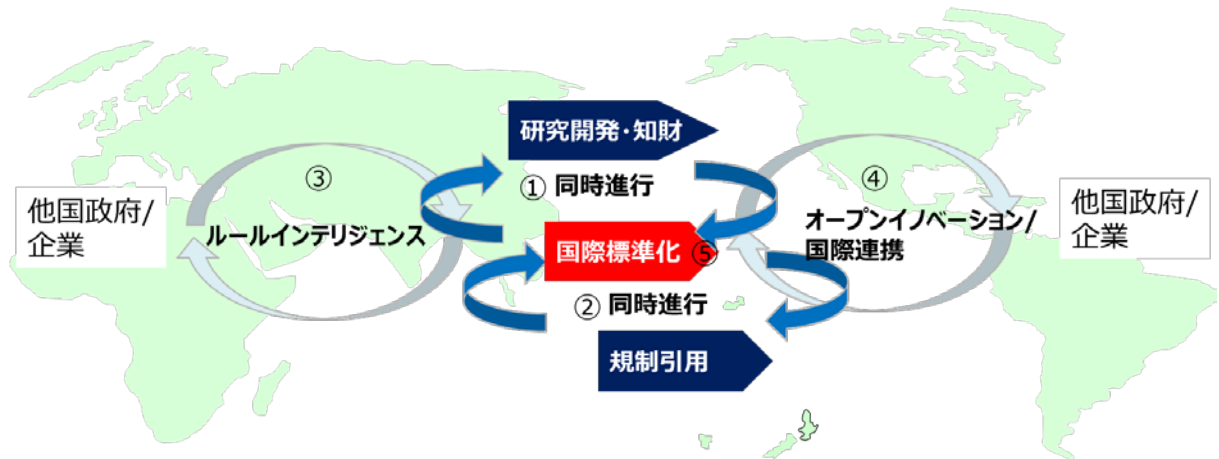 研究開発・知財
③
① 同時進行
④
他国政府/
企業
ルールインテリジェンス
オープンイノベーション/
国際連携
他国政府/
企業
国際標準化 ⑤
② 同時進行
規制引用